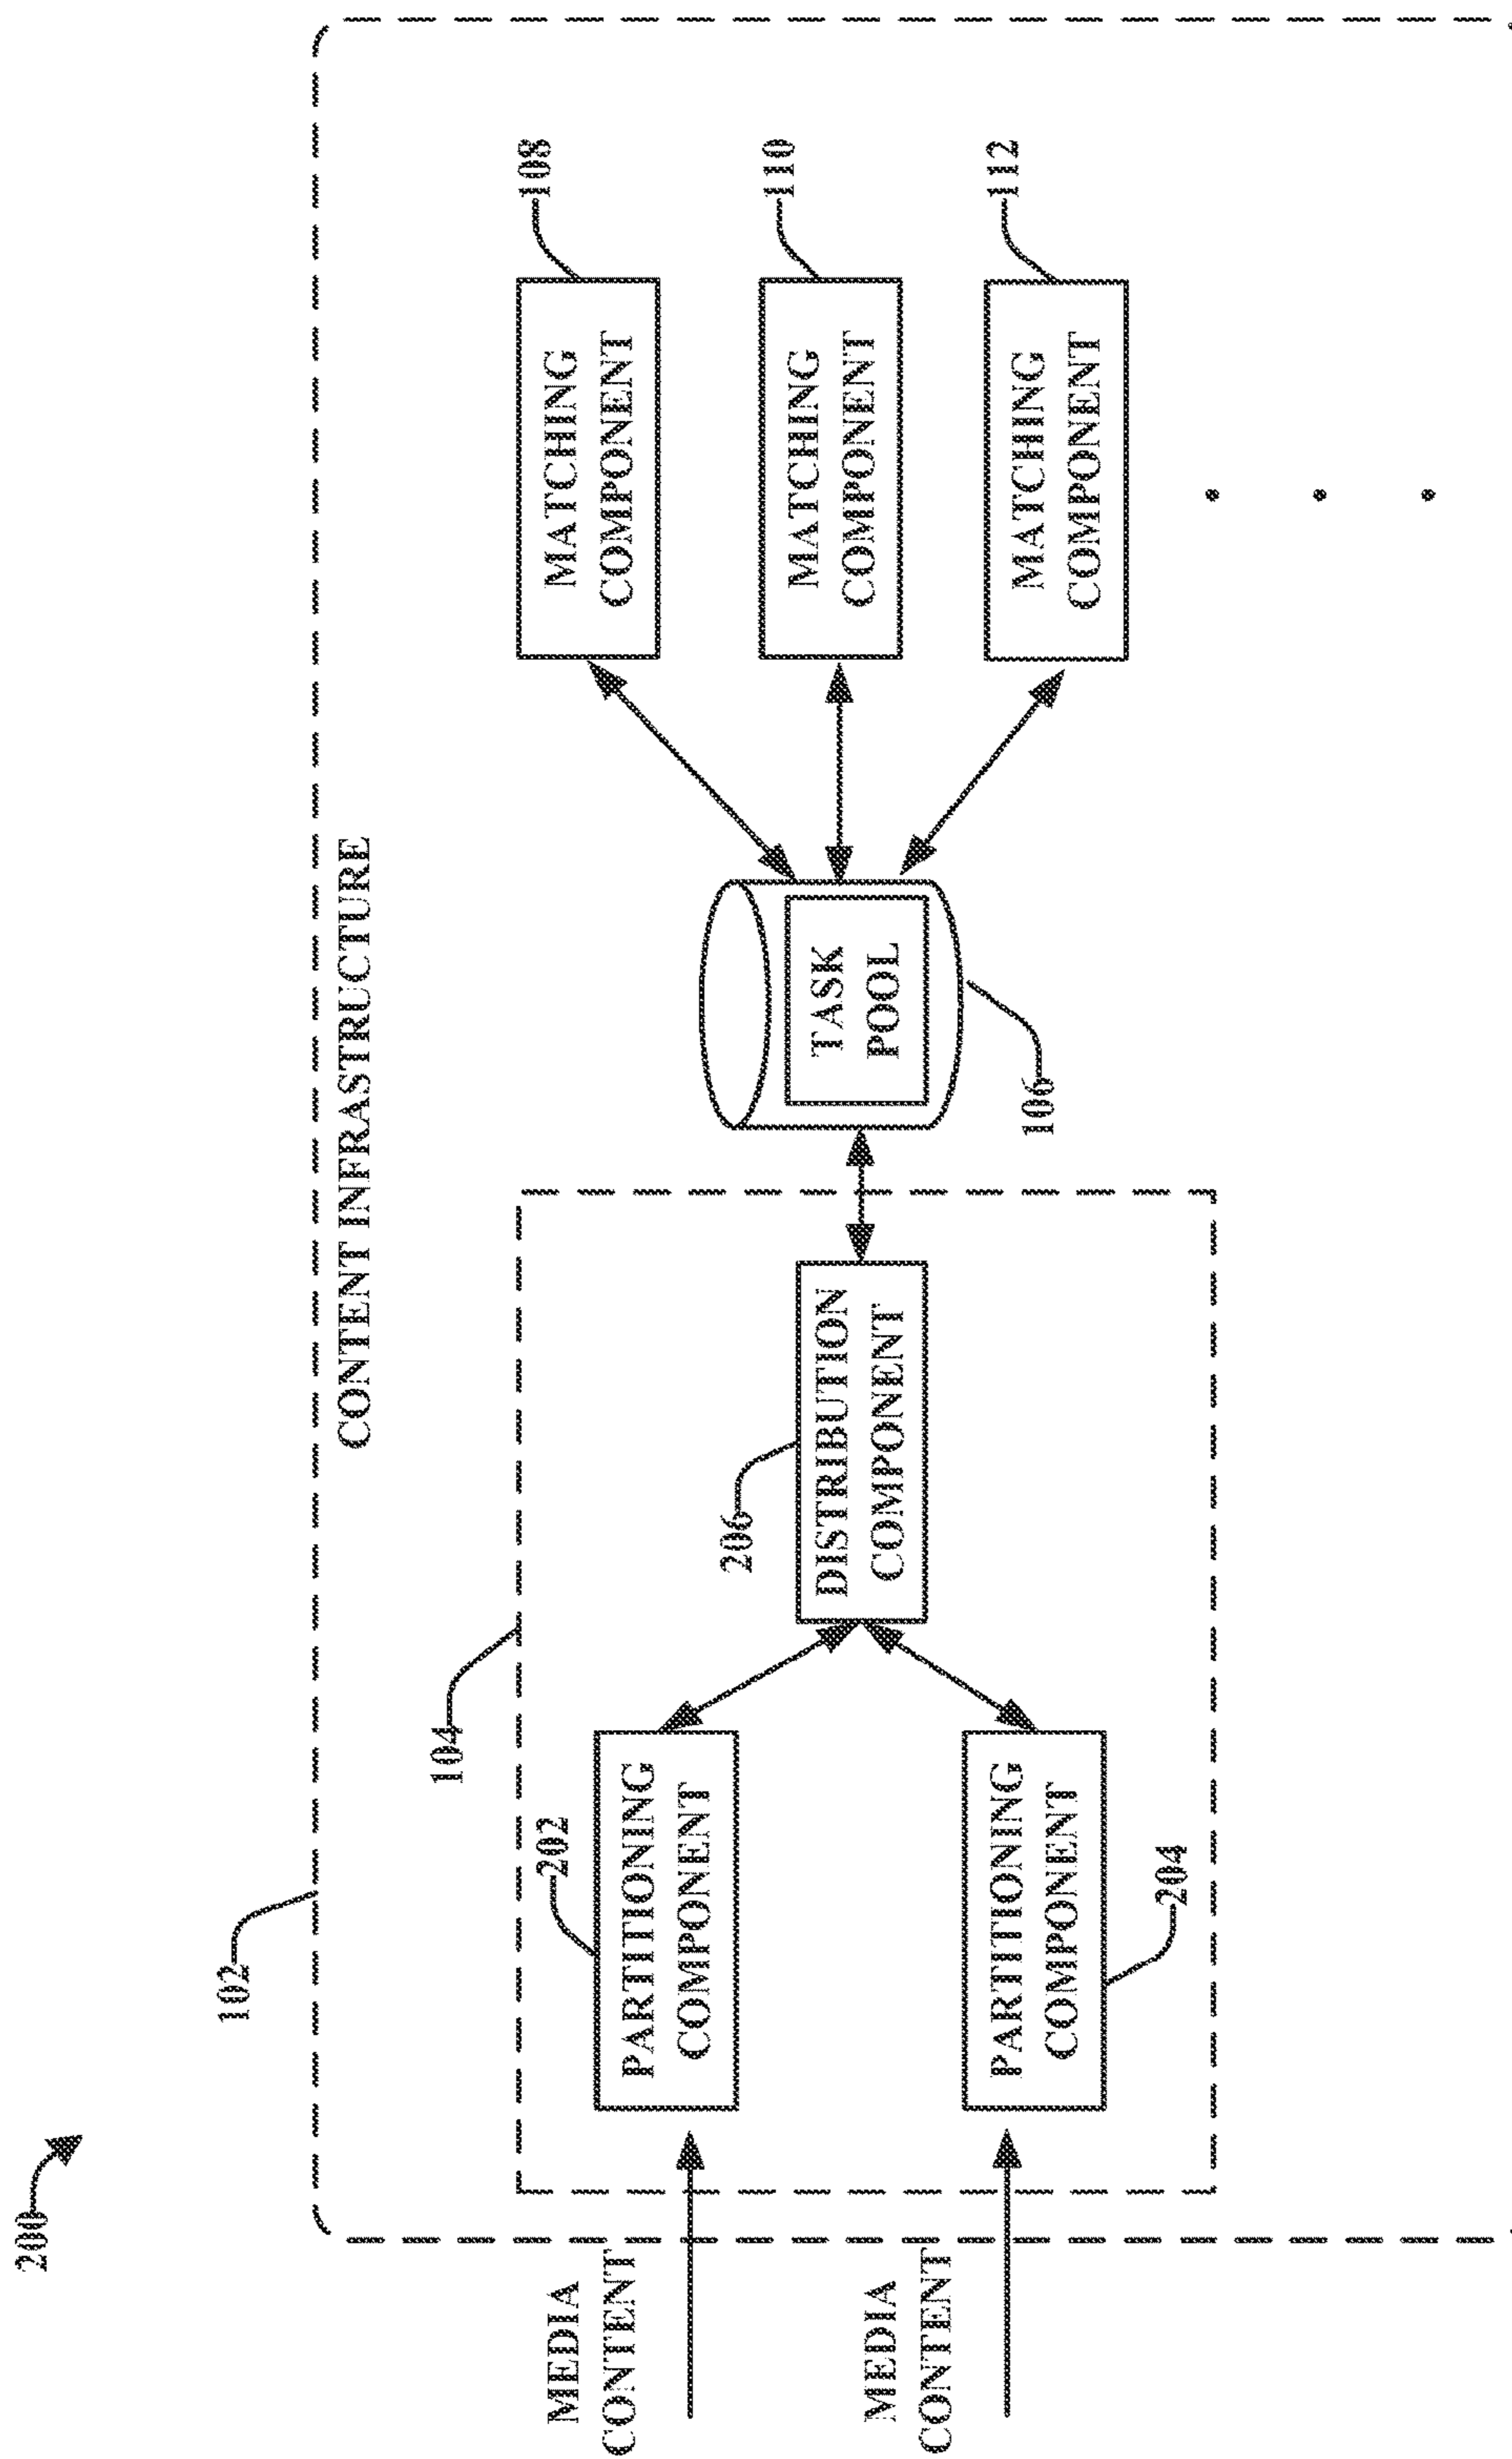 200
102
CONTENT INFRASTRUCTURE
104
108
MATCHING
COMPONENT
202
PARTITIONING
COMPONENT
MEDIA
CONTENT
206
DISTRIBUTION
COMPONENT
TASK
POOL
106
110
MATCHING
COMPONENT
MEDIA
CONTENT
PARTITIONING
COMPONENT
204
112
MATCHING
COMPONENT